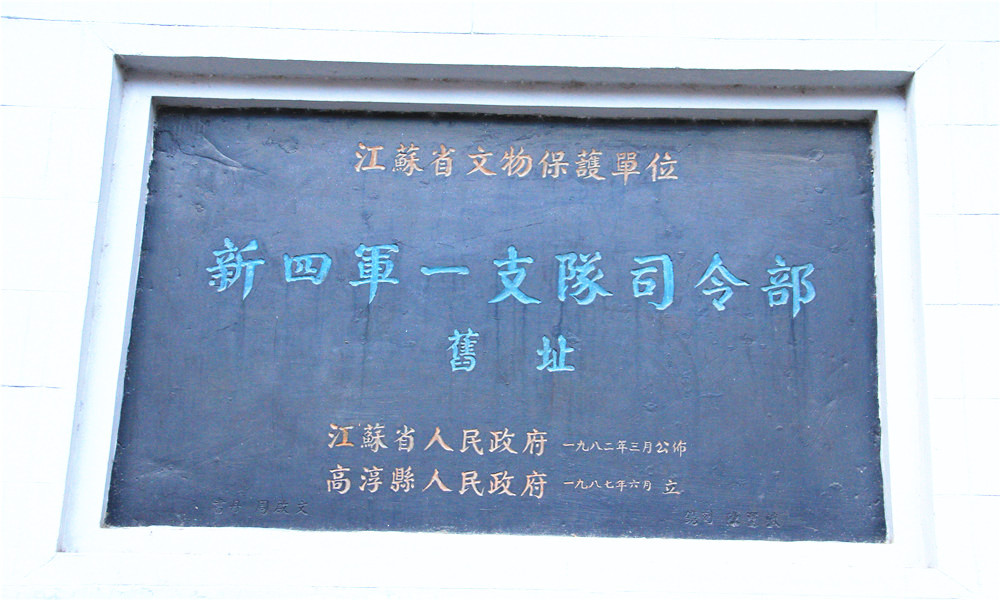 江蘇省文物保護單位
新四軍一支隊司令部
舊址
江蘇省人民政府 一九八二年三月公佈
高淳縣人民政府 一九八七年六月 立